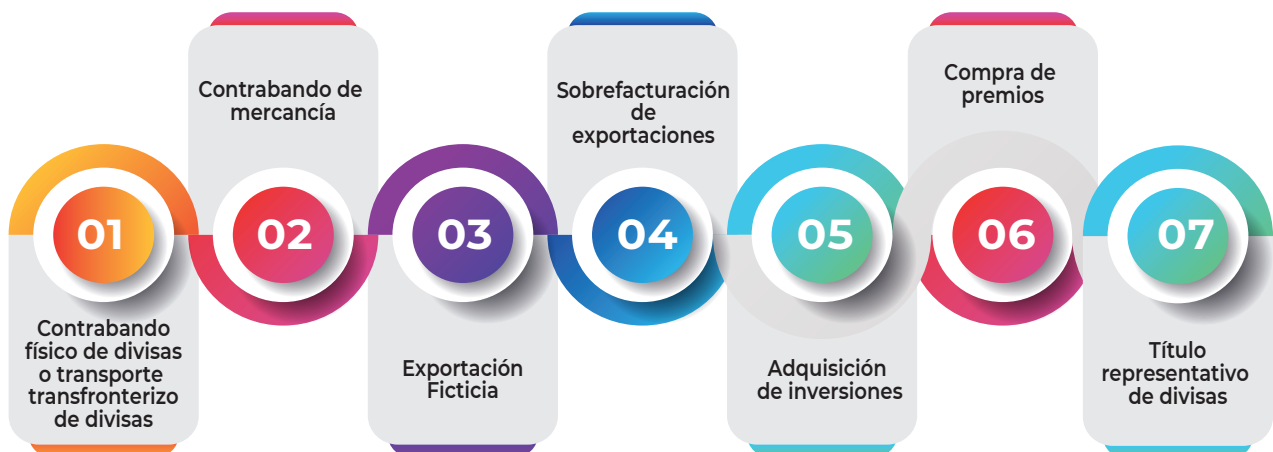 01
Contrabando
físico de divisas
o transporte
transfronterizo
de divisas
Contrabando de
mercancía
02
03
Exportación
Ficticia
Sobrefacturación
de
exportaciones
04
05
Adquisición
de inversiones
Compra de
premios
06
07
Título
representativo
de divisas